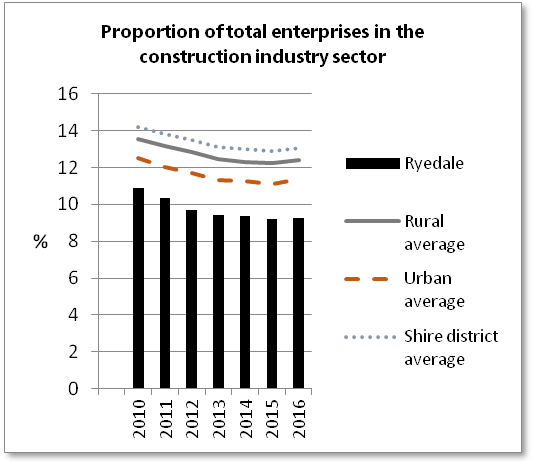 Proportion of total enterprises in the
construction industry sector
16
14
12
10
8
6
4
2
0
%
2010
2011
2012
2013
2014
2015
2016
Ryedale
Rural
average
Urban
average
Shire district
average